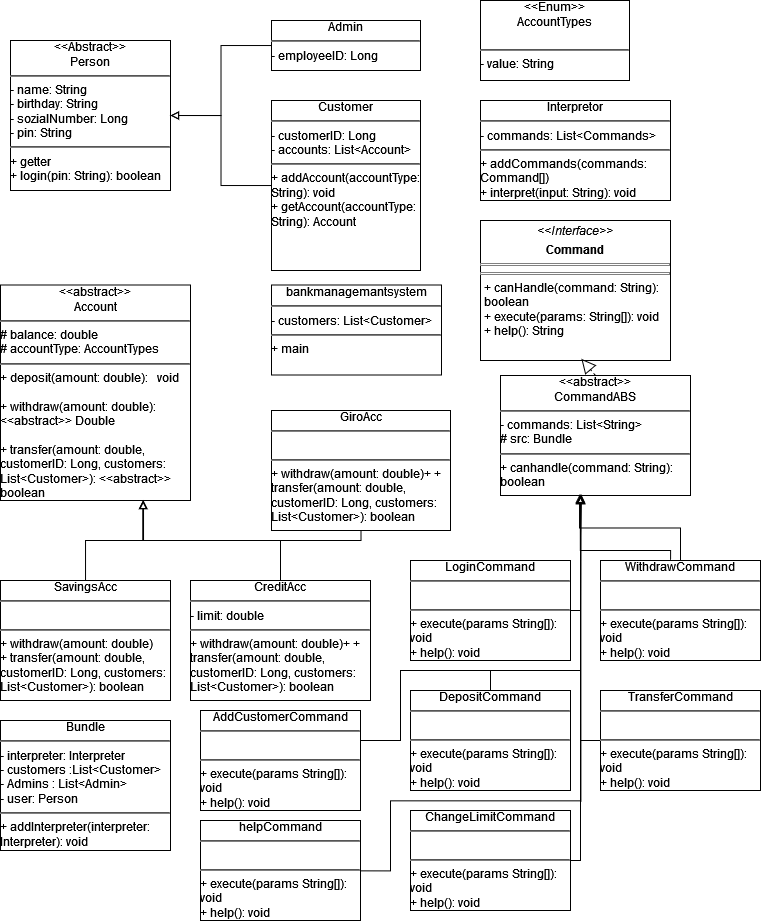 <<Abstract>>
Person
- name: String
- birthday: String
- sozialNumber: Long
- pin: String
+ getter
+ login(pin: String): boolean
Admin
- employeeID: Long
<<Enum>>
AccountTypes
- value: String
Customer
- customerID: Long
- accounts: List<Account>
+ addAccount(accountType:
String): void
+ getAccount(accountType:
String): Account
Interpretor
- commands: List<Commands>
+ addCommands(commands:
Command[])
+ interpret(input: String): void
<<Interface>>
Command
+ canHandle(command: String):
boolean
+ execute(params: String[]): void
+ help(): String
<<abstract>>
Account
# balance: double
# accountType: AccountTypes
+ deposit(amount: double): void
+ withdraw(amount: double):
<<abstract>> Double
+ transfer(amount: double,
customerID: Long, customers:
List<Customer>): <<abstract>>
boolean
bankmanagemantsystem
- customers: List<Customer>
+ main
<<abstract>>
CommandABS
- commands: List<String>
# src: Bundle
+ canhandle(command: String):
boolean
GiroAcc
+ withdraw(amount: double)+ +
transfer(amount: double,
customerID: Long, customers:
List<Customer>): boolean
SavingsAcc
+ withdraw(amount: double)
+ transfer(amount: double,
customerID: Long, customers:
List<Customer>): boolean
CreditAcc
- limit: double
+ withdraw(amount: double)+ +
transfer(amount: double,
customerID: Long, customers:
List<Customer>): boolean
LoginCommand
+ execute(params String[]):
void
+ help(): void
WithdrawCommand
+ execute(params String[]):
void
+ help(): void
Bundle
- interpreter: Interpreter
- customers :List<Customer>
- Admins : List<Admin>
- user: Person
+ addInterpreter(interpreter:
Interpreter): void
AddCustomerCommand
+ execute(params String[]):
void
+ help(): void
DepositCommand
+ execute(params String[]):
void
+ help(): void
TransferCommand
+ execute(params String[]):
void
+ help(): void
helpCommand
+ execute(params String[]):
void
+ help(): void
ChangeLimitCommand
+ execute(params String[]):
void
+ help(): void